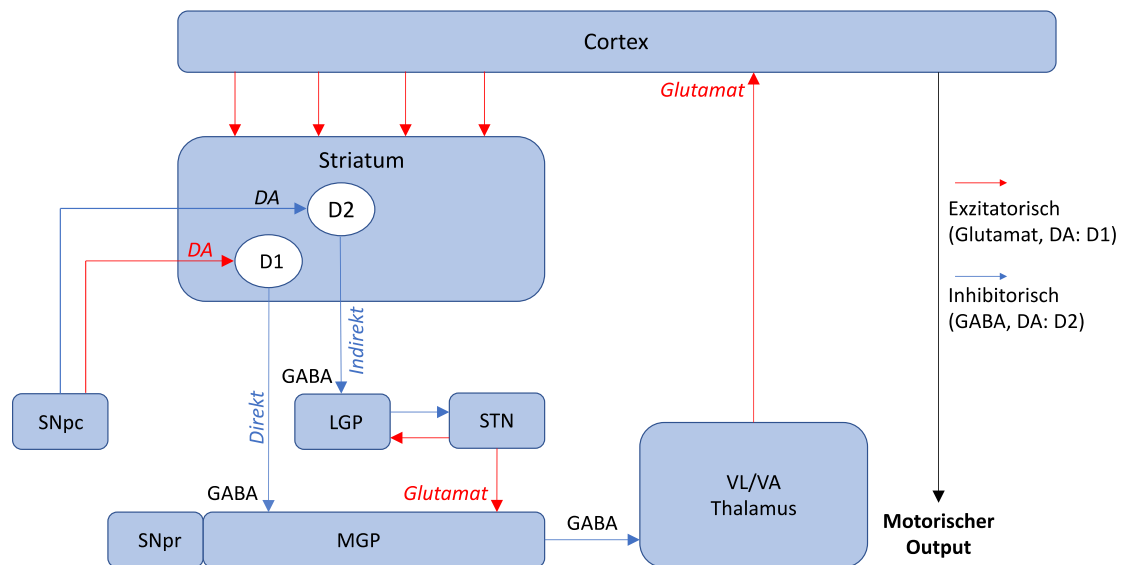 Cortex
Glutamat
Striatum
DA
D2
DA
D1
Exzitatorisch
(Glutamat, DA: D1)
Inhibitorisch
(GABA, DA: D2)
Indirekt
GABA
Direkt
SNpc
LGP
STN
GABA
Glutamat
VL/VA
Thalamus
GABA
Motorischer
Output
SNpr
MGP